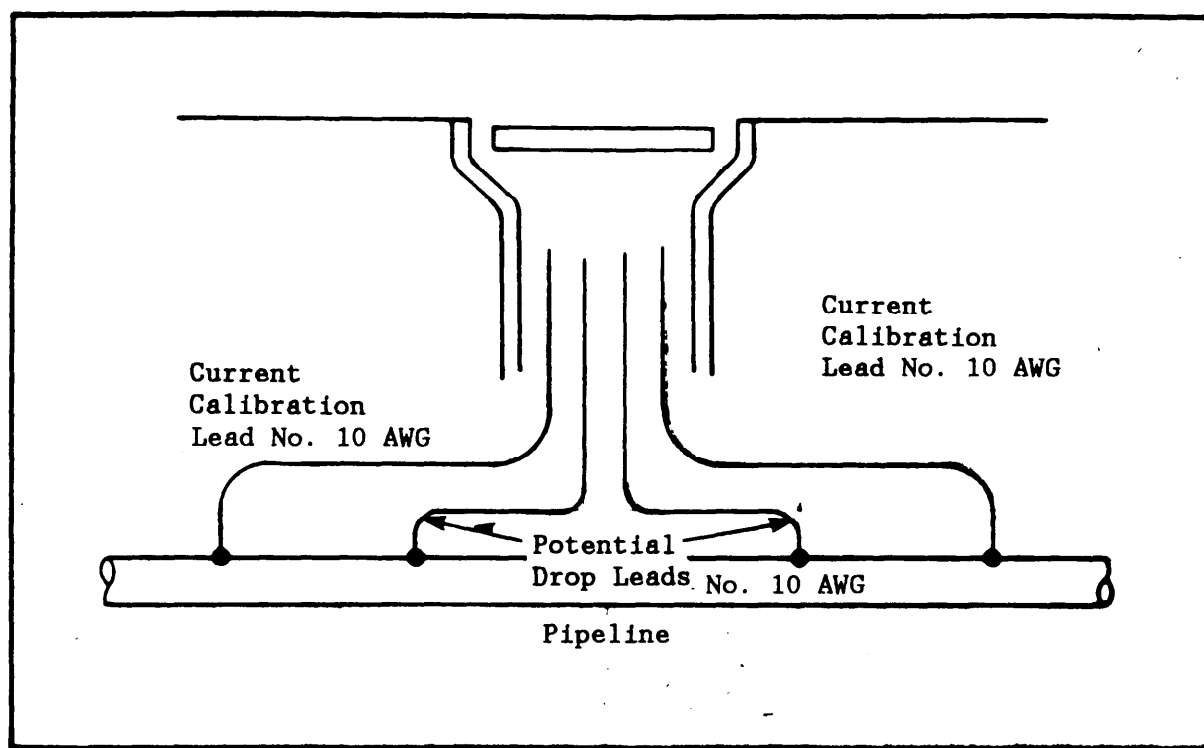 Current
Calibration
Lead No. 10 AWG
Current
Calibration
Lead No. 10 AWG
Potential
Drop Leads No. 10 AWG
Pipeline